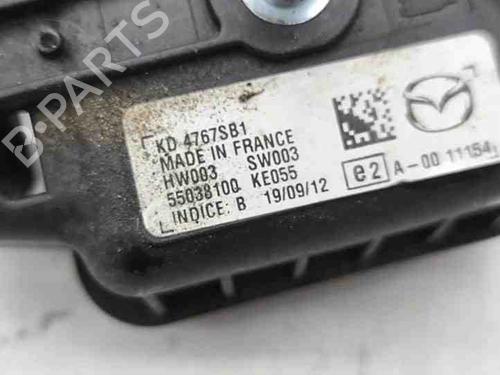 KD 4767SB1
MADE IN FRANCE
HW003 SW003
55038100 KE055
INDICE: B 19/09/12
e2 A-00 11154
B-PARTS